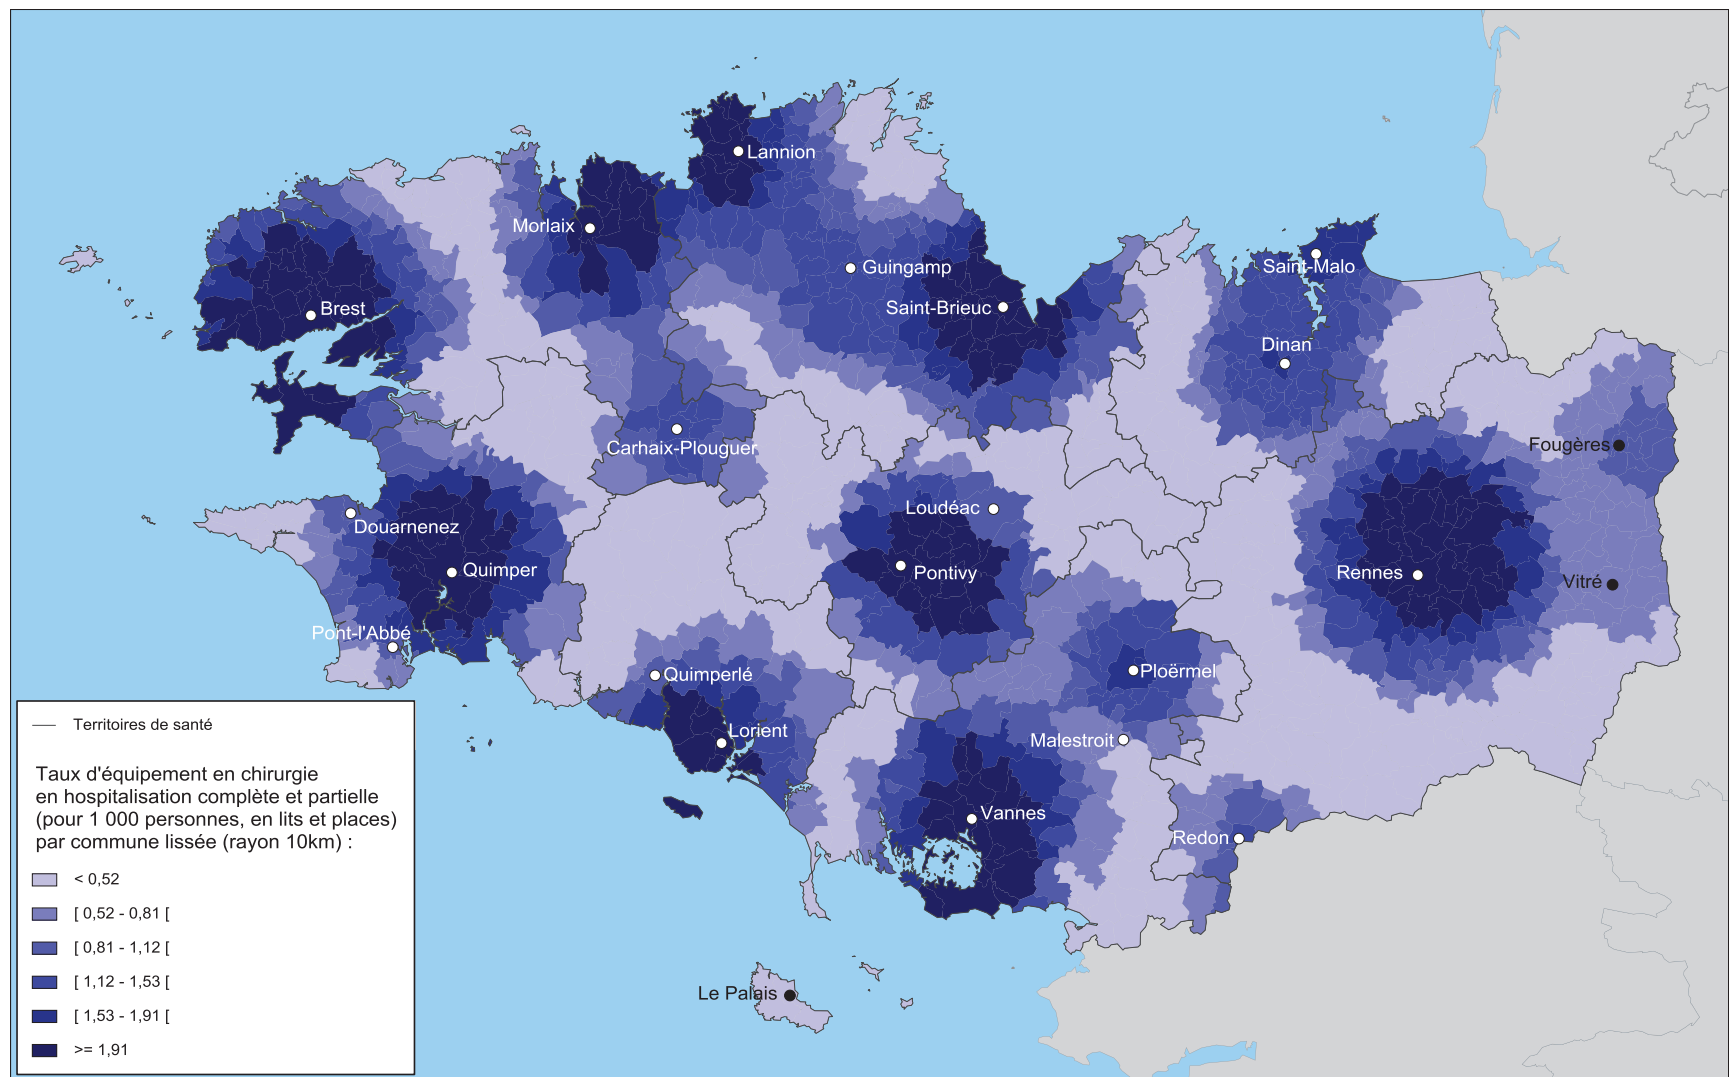 Lannion
Morlaix
Guingamp
Saint-Malo
Brest
Saint-Brieuc
Dinan
Carhaix-Plouguer
Fougères
Loudéac
Douarnenez
Quimper
Pontivy
Rennes
Vitré
Pont-l'Abbé
Quimperlé
Ploërmel
Lorient
Malestroit
Vannes
Redon
Le Palais
Territoires de santé
Taux d'équipement en chirurgie
en hospitalisation complète et partielle
(pour 1 000 personnes, en lits et places)
par commune lissée (rayon 10km) :
< 0,52
[ 0,52 - 0,81 [
[ 0,81 - 1,12 [
[ 1,12 - 1,53 [
[ 1,53 - 1,91 [
>= 1,91